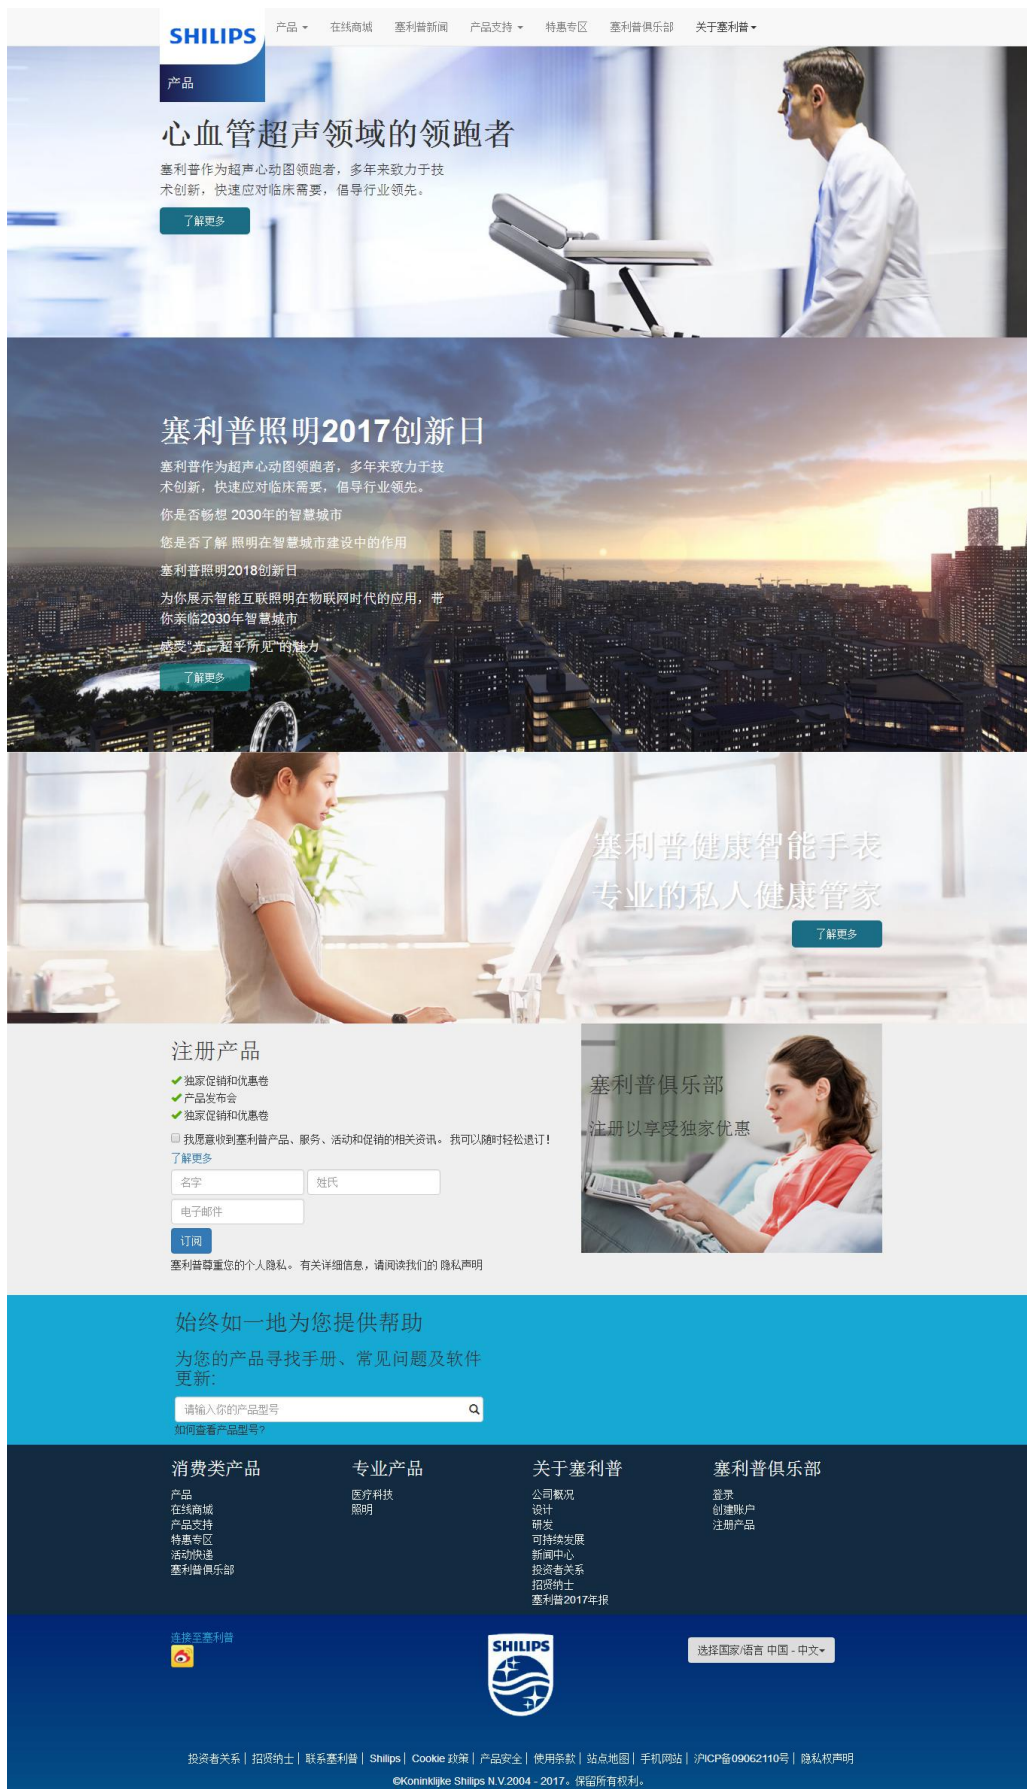 SHILIPS
产品
在线商城
塞利普新闻
产品支持
特惠专区
塞利普俱乐部
关于塞利普
产品
心血管超声领域的领跑者
塞利普作为超声心动图领跑者，多年来致力于技
术创新，快速应对临床需要，倡导行业领先。
了解更多
塞利普照明2017创新日
塞利普作为超声心动图领跑者，多年来致力于技
术创新，快速应对临床需要，倡导行业领先。
你是否畅想 2030年的智慧城市
您是否了解 照明在智慧城市建设中的作用
塞利普照明2018创新日
为你展示智能互联照明在物联网时代的应用，带
你亲临2030年智慧城市
感受“光，超乎所见”的魅力
了解更多
塞利普健康智能手表
专业的私人健康管家
了解更多
注册产品
独家促销和优惠卷
产品发布会
独家促销和优惠卷
我愿意收到塞利普产品、服务、活动和促销的相关资讯。 我可以随时轻松退订！
了解更多
名字
姓氏
电子邮件
订阅
塞利普尊重您的个人隐私。 有关详细信息，请阅读我们的 隐私声明
塞利普俱乐部
注册以享受独家优惠
始终如一地为您提供帮助
为您的产品寻找手册、常见问题及软件
更新:
请输入你的产品型号
如何查看产品型号?
消费类产品
产品
在线商城
产品支持
特惠专区
活动快递
塞利普俱乐部
专业产品
医疗科技
照明
关于塞利普
公司概况
设计
研发
可持续发展
新闻中心
投资者关系
招贤纳士
塞利普2017年报
塞利普俱乐部
登录
创建账户
注册产品
连接至塞利普
SHILIPS
选择国家/语言 中国 - 中文
投资者关系 | 招贤纳士 | 联系塞利普 | Shilips | Cookie 政策 | 产品安全 | 使用条款 | 站点地图 | 手机网站 | 沪ICP备09062110号 | 隐私权声明
©Koninklijke Shilips N.V.2004 - 2017。保留所有权利。